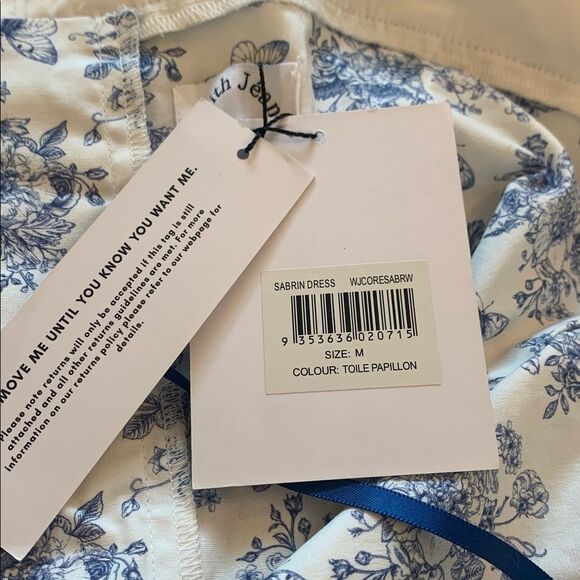 th Jean
MOVE ME UNTIL YOU KNOW YOU WANT ME.
Please note returns will only be accepted if this tag is still
attached and all other returns guidelines are met. For more
information on our returns policy please refer to our webpage for
details.
SABRIN DRESS WJCORESABRW
9 353636 020715
SIZE: M
COLOUR: TOILE PAPILLON